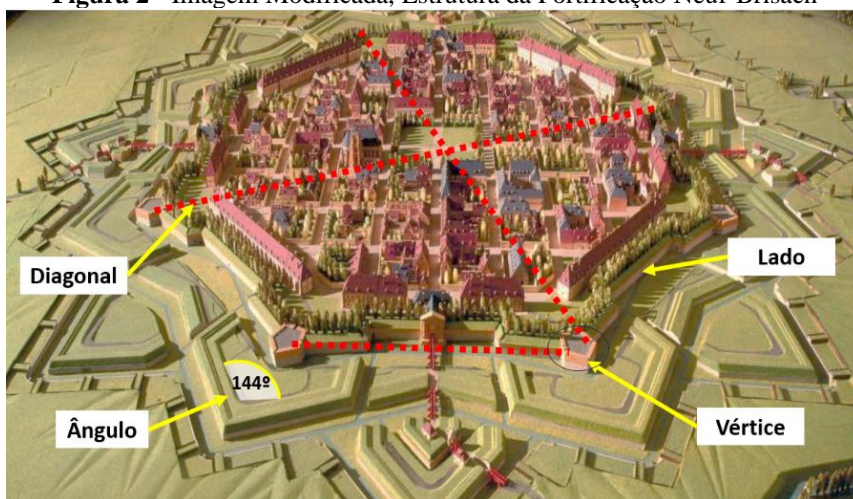 Figura 2 - Imagem Modificada, Estrutura da Fortificação Neuf-Brisach
Diagonal
Lado
144º
Ângulo
Vértice